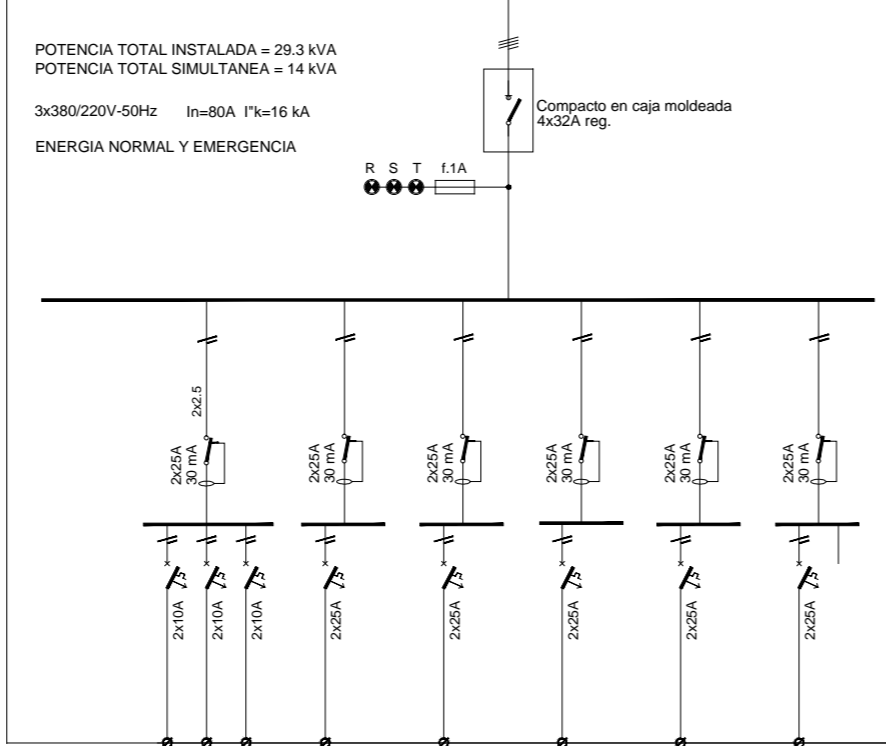 POTENCIA TOTAL INSTALADA = 29.3 kVA
POTENCIA TOTAL SIMULTANEA = 14 kVA
3x380/220V-50Hz In=80A I"k=16 kA
ENERGIA NORMAL Y EMERGENCIA
Compacto en caja moldeada
4x32A reg.
R S T f.1A
2x2.5
2x25A
30 mA
2x25A
30 mA
2x25A
30 mA
2x25A
30 mA
2x25A
30 mA
2x25A
30 mA
2x10A
2x10A
2x10A
2x25A
2x25A
2x25A
2x25A
2x25A